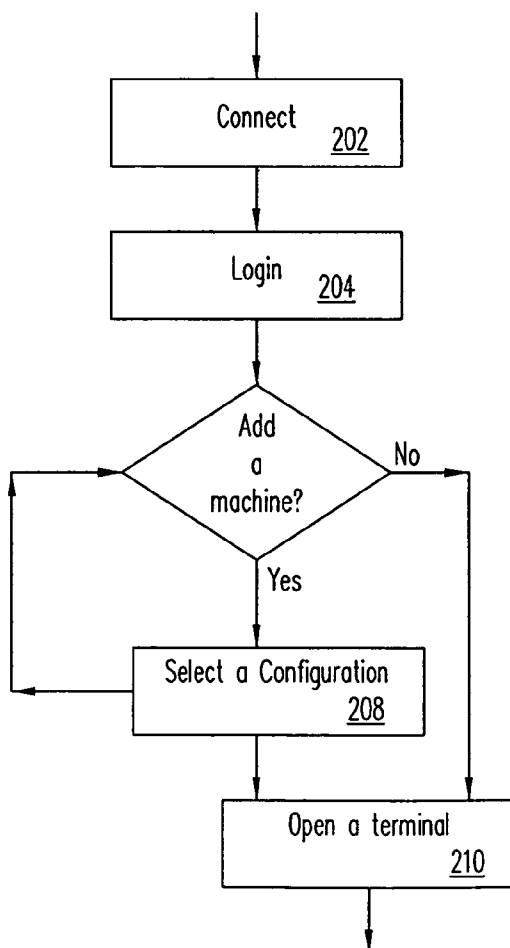 Connect
202
Login
204
Add
a
machine?
No
Yes
Select a Configuration
208
Open a terminal
210